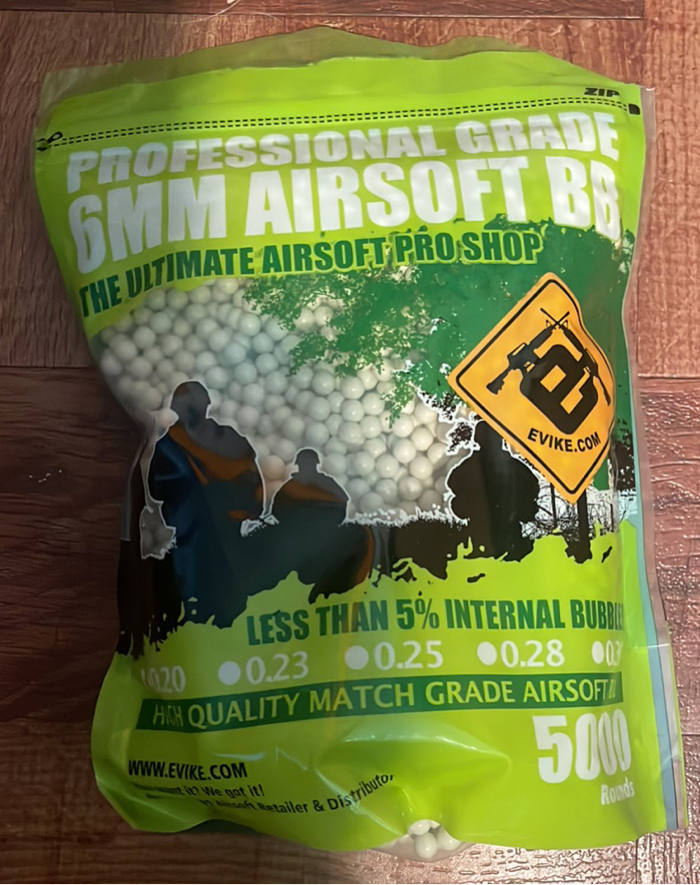 ZIP
PROFESSIONAL GRADE
6MM AIRSOFT BB
THE ULTIMATE AIRSOFT PRO SHOP
EVIKE.COM
LESS THAN 5% INTERNAL
0.20 0.23 0.25 0.28
HIGH QUALITY MATCH GRADE AIRSOFT
5000
Rounds
WWW.EVIKE.COM
want it? We got it!
Airsoft Retailer & Distributor